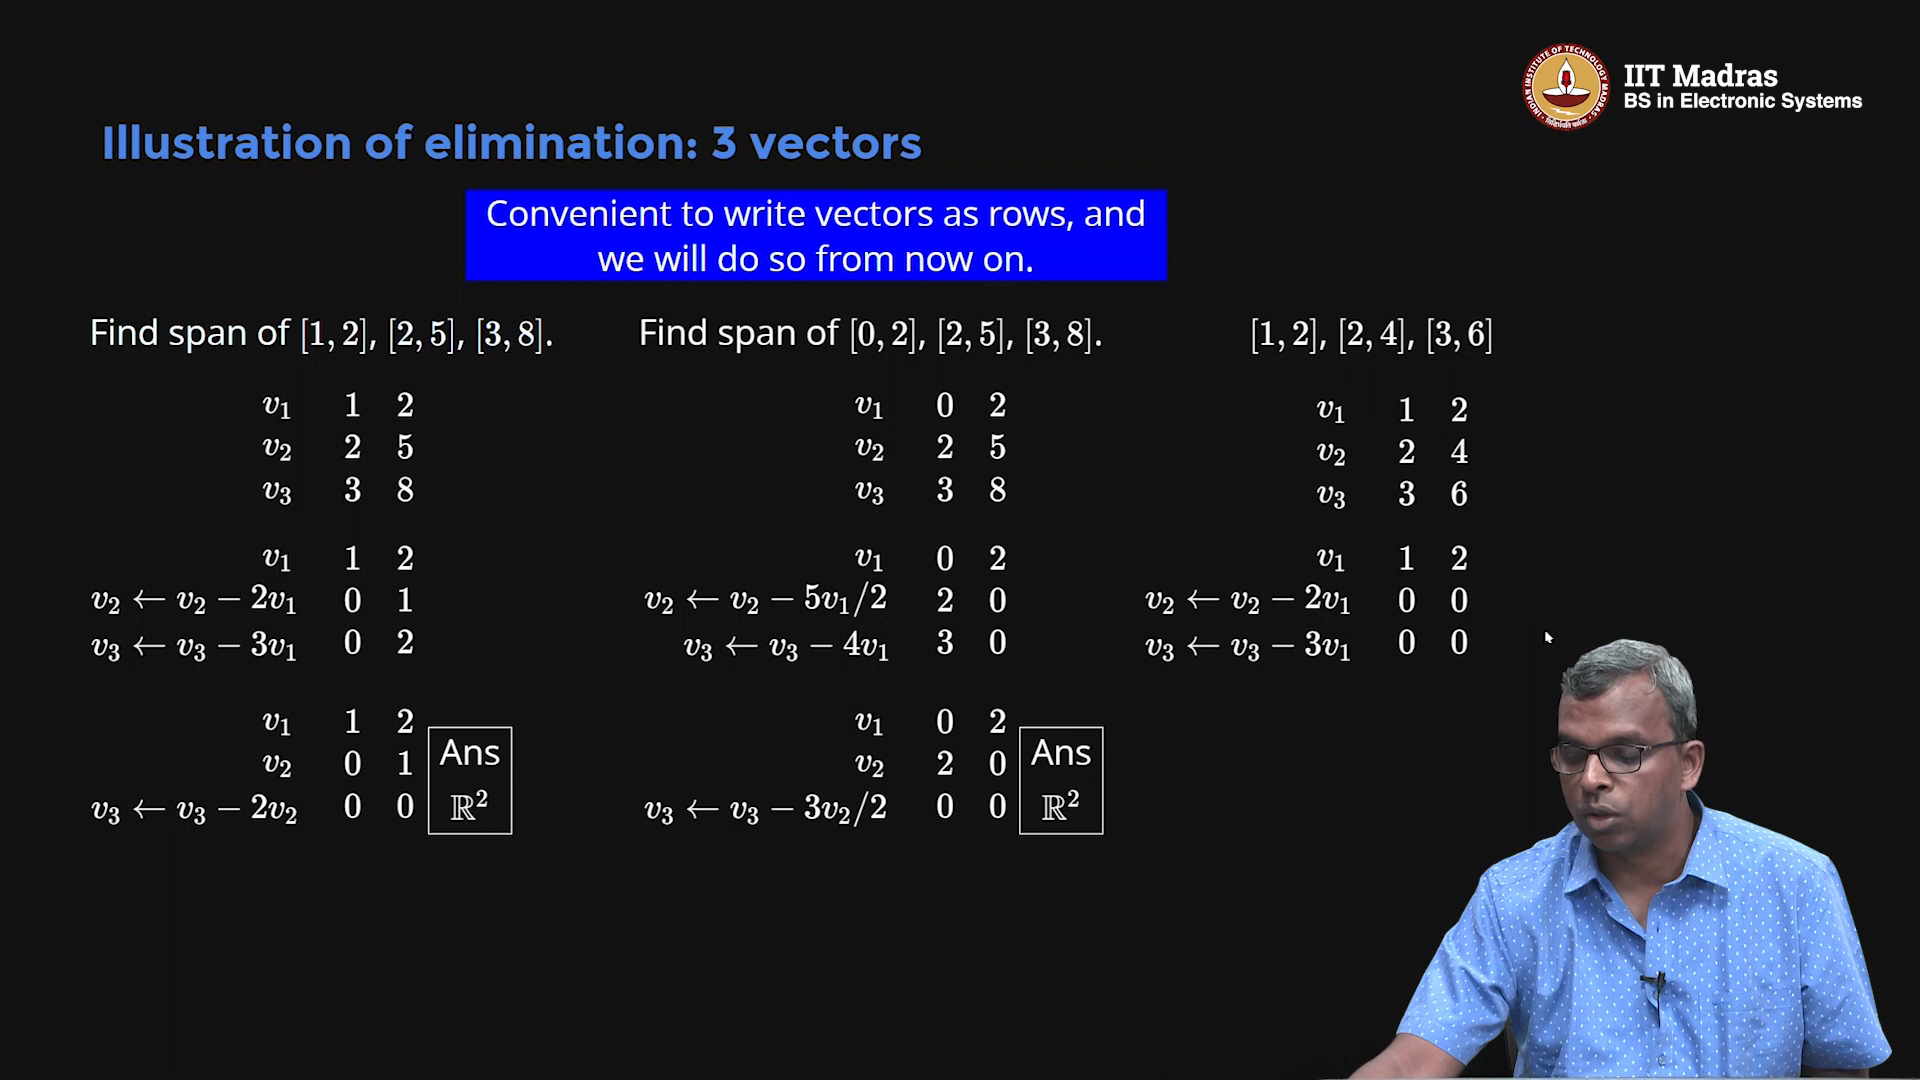 IIT Madras
BS in Electronic Systems
Illustration of elimination: 3 vectors
Convenient to write vectors as rows, and
we will do so from now on.
Find span of [1, 2], [2, 5], [3, 8].
v₁ 1 2
v₂ 2 5
v₃ 3 8
v₁ 1 2
v₂ ← v₂ − 2v₁ 0 1
v₃ ← v₃ − 3v₁ 0 2
v₁ 1 2
v₂ 0 1
v₃ ← v₃ − 2v₂ 0 0
Ans
ℝ²
Find span of [0, 2], [2, 5], [3, 8].
v₁ 0 2
v₂ 2 5
v₃ 3 8
v₁ 0 2
v₂ ← v₂ − 5v₁/2 2 0
v₃ ← v₃ − 4v₁ 3 0
v₁ 0 2
v₂ 2 0
v₃ ← v₃ − 3v₂/2 0 0
Ans
ℝ²
[1, 2], [2, 4], [3, 6]
v₁ 1 2
v₂ 2 4
v₃ 3 6
v₁ 1 2
v₂ ← v₂ − 2v₁ 0 0
v₃ ← v₃ − 3v₁ 0 0